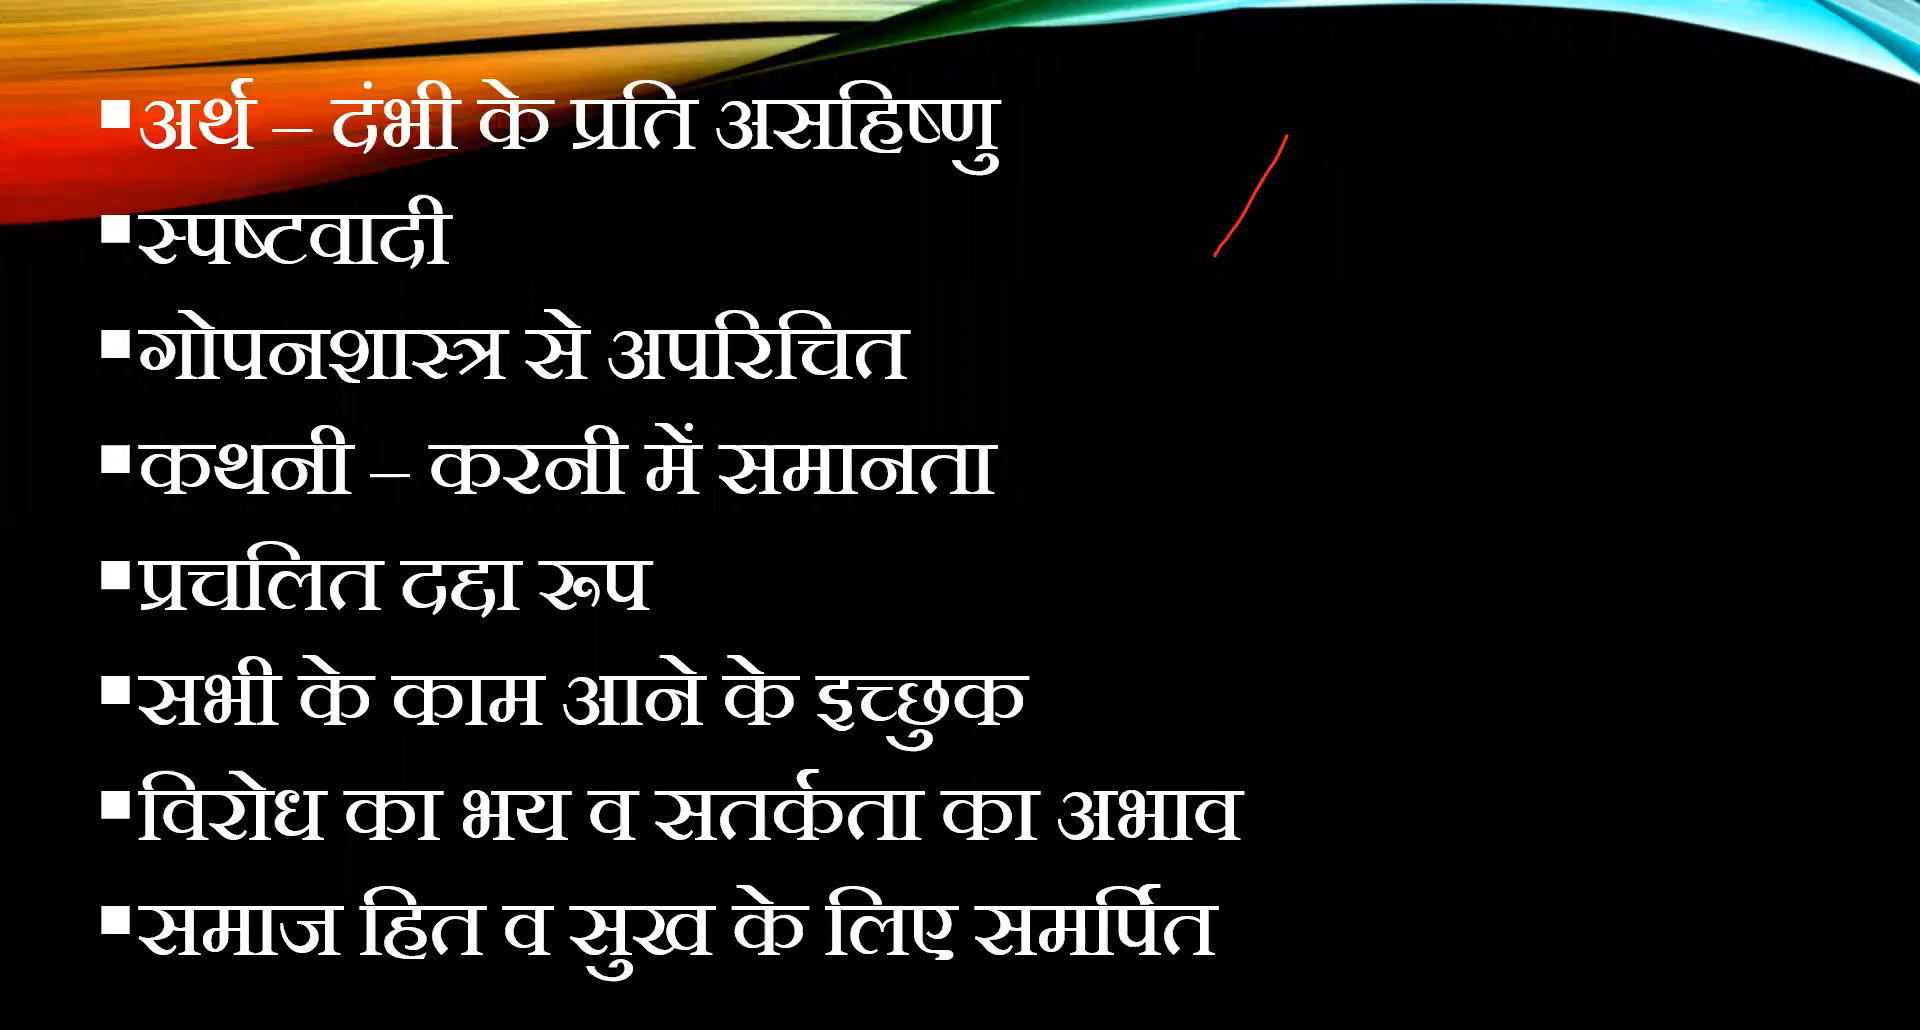 ▪अर्थ – दंभी के प्रति असहिष्णु
▪स्पष्टवादी
▪गोपनशास्त्र से अपरिचित
▪कथनी – करनी में समानता
▪प्रचलित दद्दा रूप
▪सभी के काम आने के इच्छुक
▪विरोध का भय व सतर्कता का अभाव
▪समाज हित व सुख के लिए समर्पित